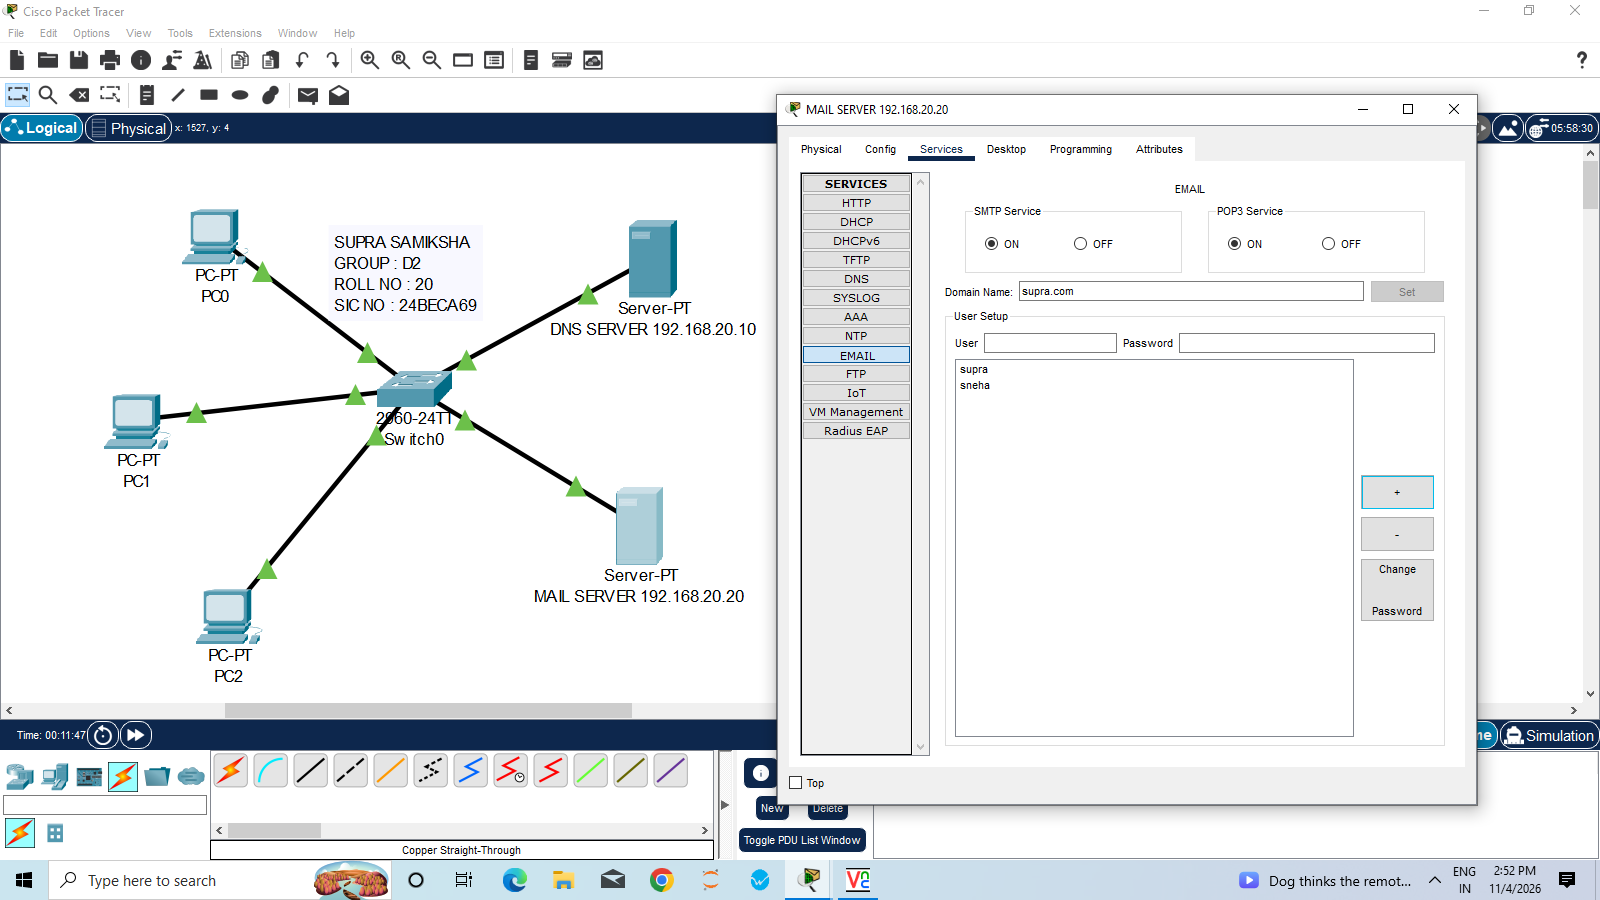 Cisco Packet Tracer
File Edit Options View Tools Extensions Window Help
Logical
Physical
x: 1527, y: 4
05:58:30
PC-PT
PC0
SUPRA SAMIKSHA
GROUP : D2
ROLL NO : 20
SIC NO : 24BECA69
Server-PT
DNS SERVER 192.168.20.10
2960-24TT
Switch0
PC-PT
PC1
Server-PT
MAIL SERVER 192.168.20.20
PC-PT
PC2
MAIL SERVER 192.168.20.20
Physical Config Services Desktop Programming Attributes
SERVICES
HTTP
DHCP
DHCPv6
TFTP
DNS
SYSLOG
AAA
NTP
EMAIL
FTP
IoT
VM Management
Radius EAP
EMAIL
SMTP Service
ON OFF
POP3 Service
ON OFF
Domain Name: supra.com Set
User Setup
User Password
supra
sneha
+
-
Change
Password
Top
Time: 00:11:47
me
Simulation
New
Delete
Toggle PDU List Window
Copper Straight-Through
Type here to search
Dog thinks the remot...
ENG
IN
2:52 PM
11/4/2026